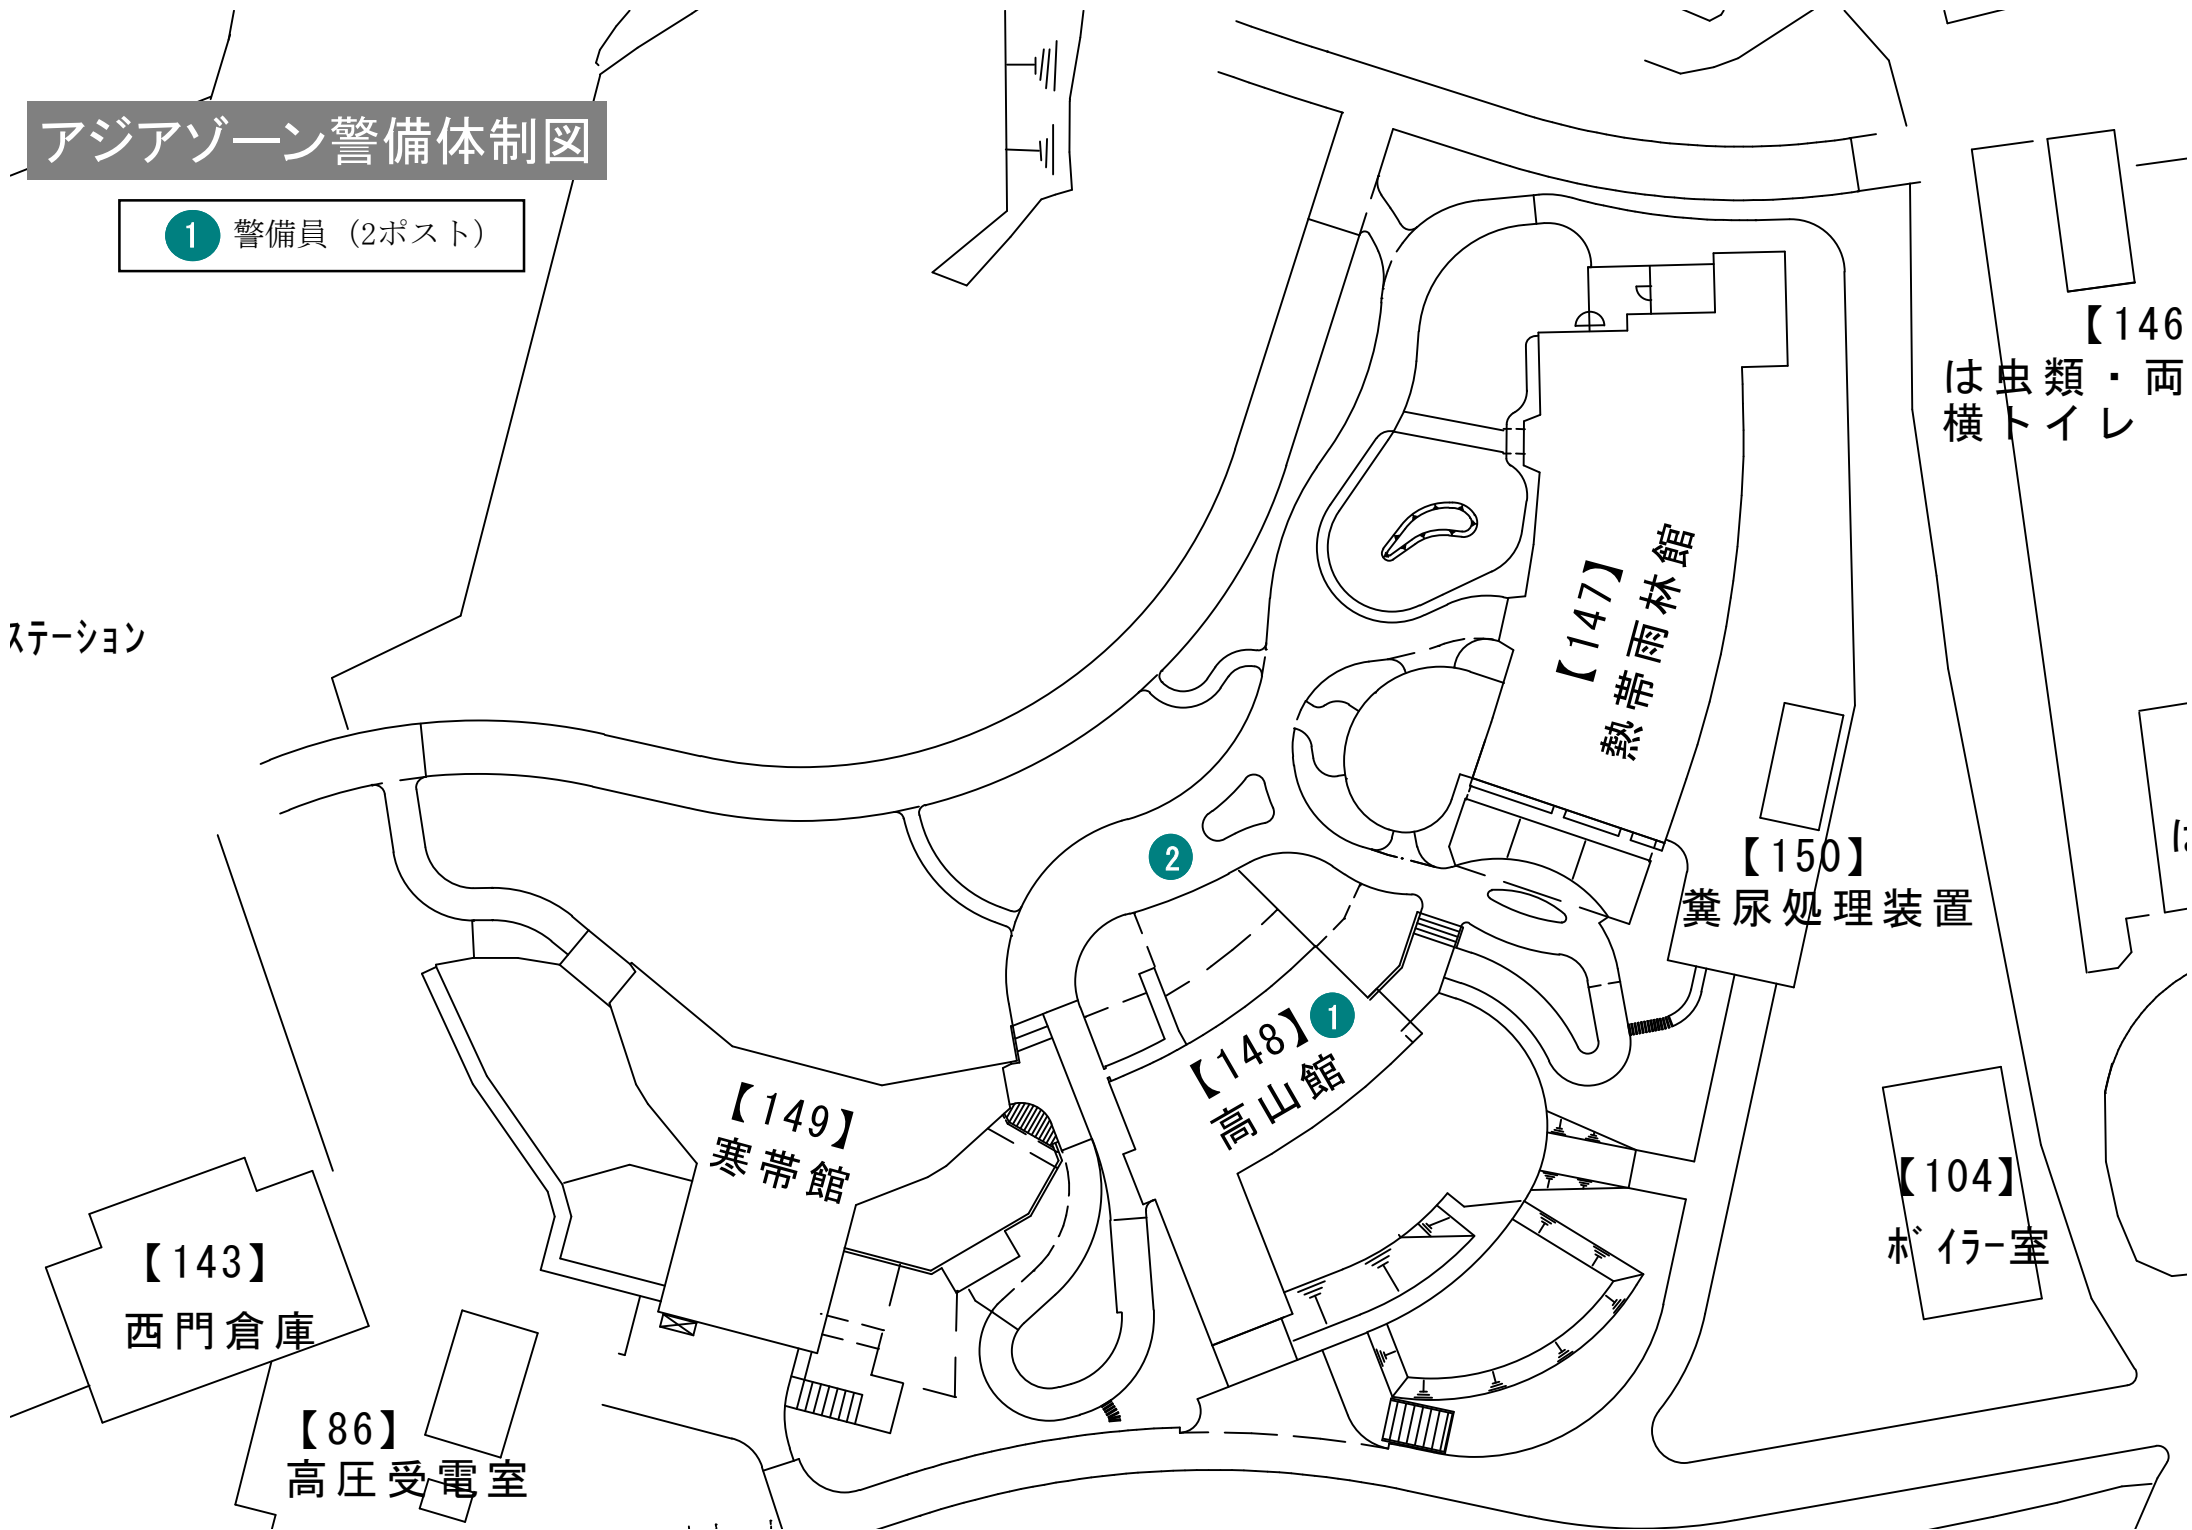 アジアゾーン警備体制図
1 警備員（2ポスト）
【146
は虫類・両
横トイレ
ステーション
【147】
熱帯雨林館
2
【150】
糞尿処理装置
【148】
1
高山館
【149】
寒帯館
【104】
ボイラー室
【143】
西門倉庫
【86】
高圧受電室